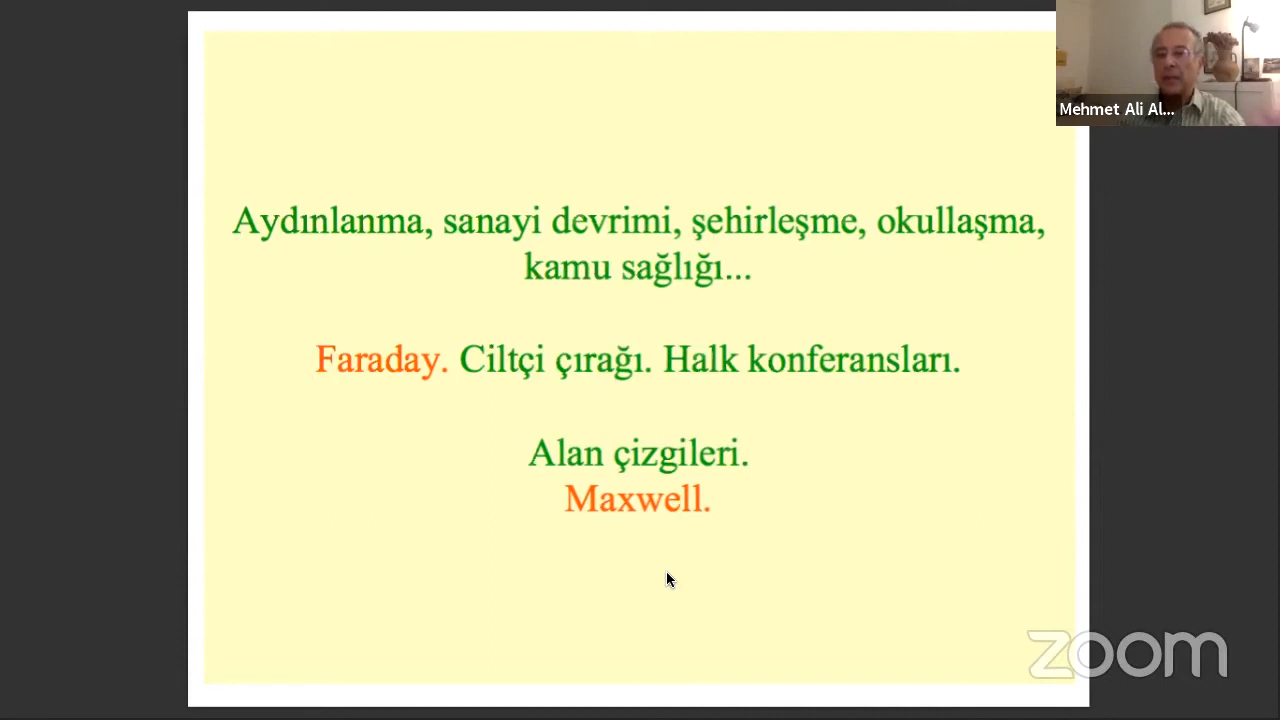 Mehmet Ali Al...
Aydınlanma, sanayi devrimi, şehirleşme, okullaşma,
kamu sağlığı...
Faraday. Ciltçi çırağı. Halk konferansları.
Alan çizgileri.
Maxwell.
zoom